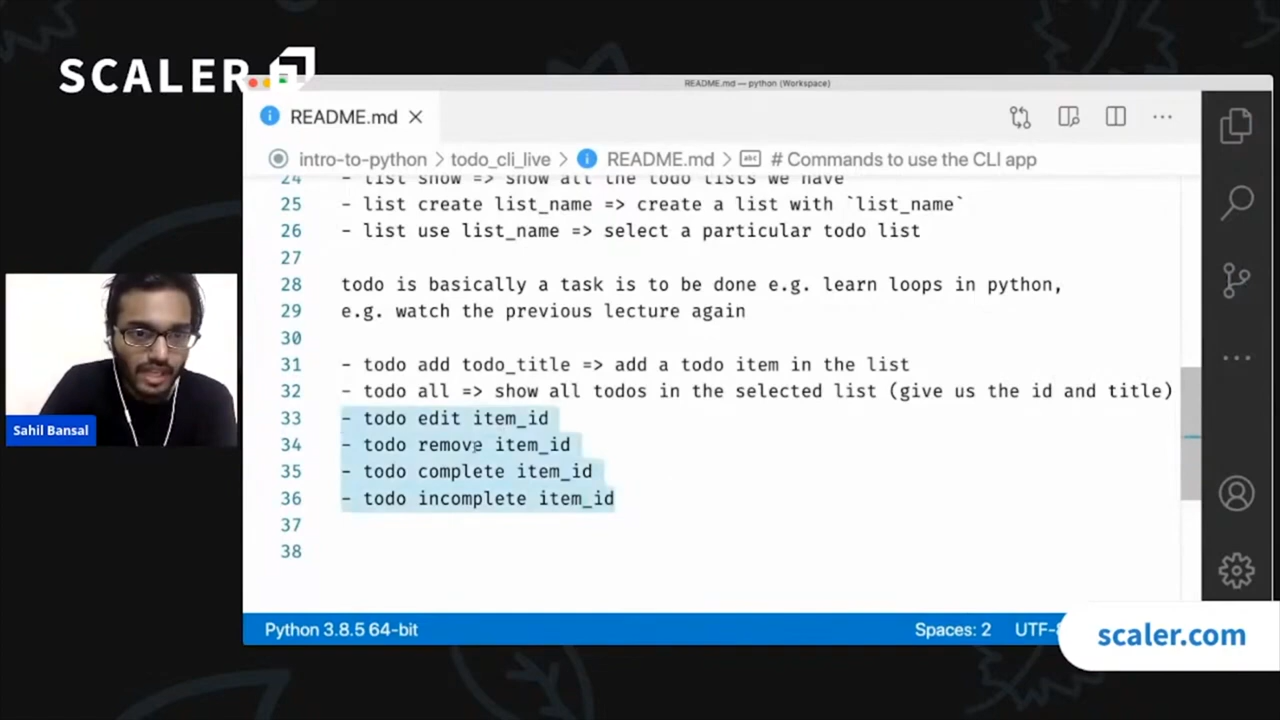 SCALER
README.md — python (Workspace)
README.md
intro-to-python > todo_cli_live > README.md > # Commands to use the CLI app
24 - list show => show all the todo lists we have
25 - list create list_name => create a list with `list_name`
26 - list use list_name => select a particular todo list
27
28 todo is basically a task is to be done e.g. learn loops in python,
29 e.g. watch the previous lecture again
30
31 - todo add todo_title => add a todo item in the list
32 - todo all => show all todos in the selected list (give us the id and title)
33 - todo edit item_id
34 - todo remove item_id
35 - todo complete item_id
36 - todo incomplete item_id
37
38
Sahil Bansal
Python 3.8.5 64-bit
Spaces: 2
scaler.com